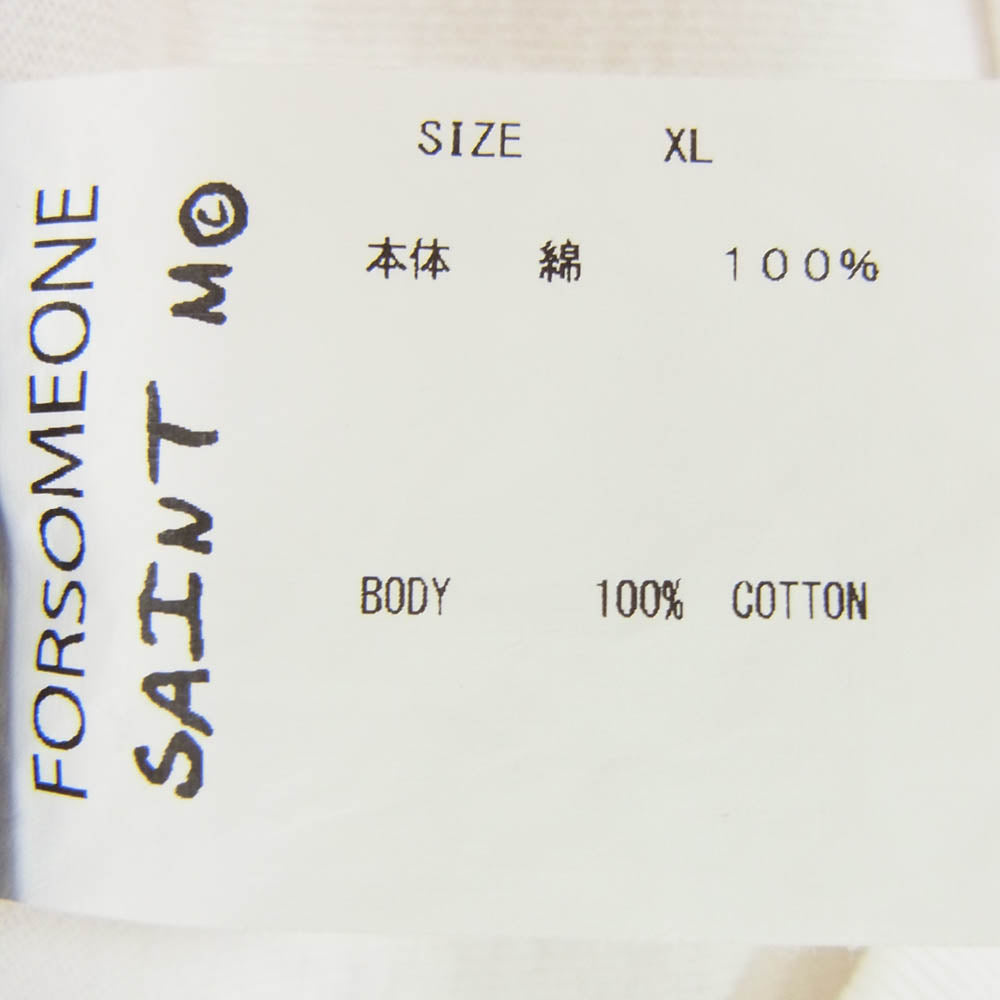 FORSOMEONE
SAINT M©
SIZE XL
本体 綿 100%
BODY 100% COTTON